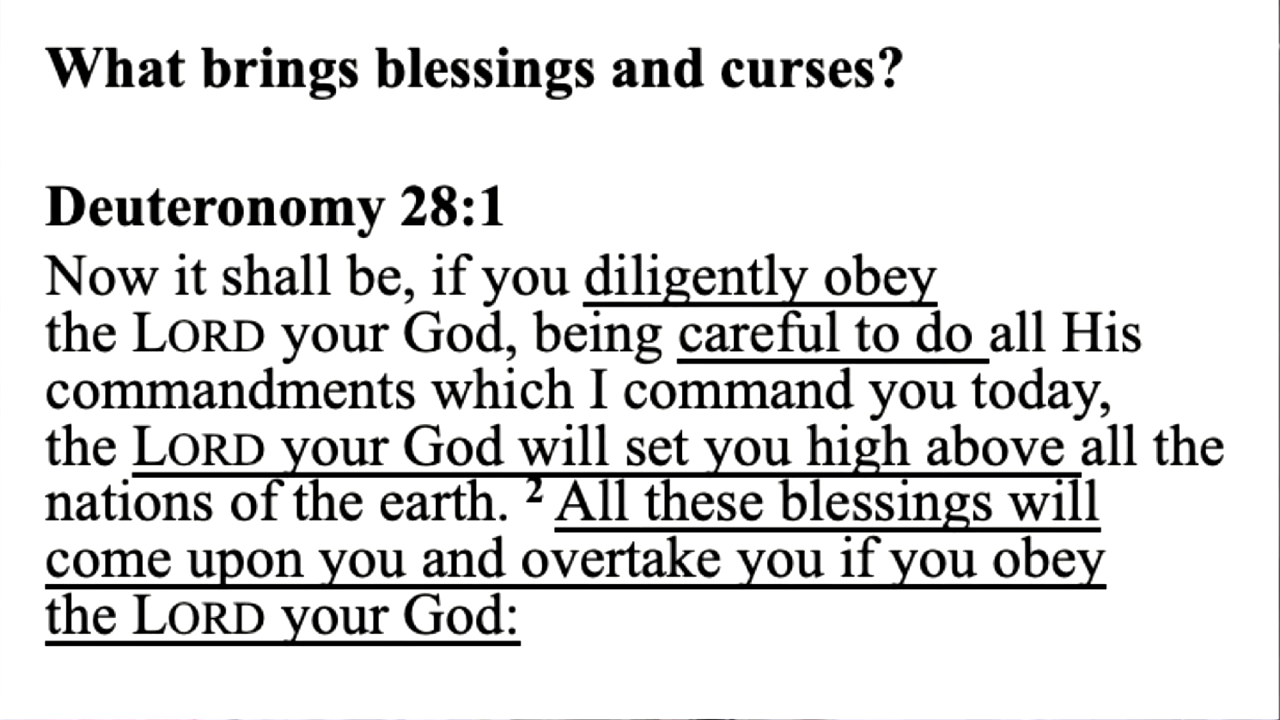 What brings blessings and curses?
Deuteronomy 28:1
Now it shall be, if you diligently obey
the LORD your God, being careful to do all His
commandments which I command you today,
the LORD your God will set you high above all the
nations of the earth. ² All these blessings will
come upon you and overtake you if you obey
the LORD your God: